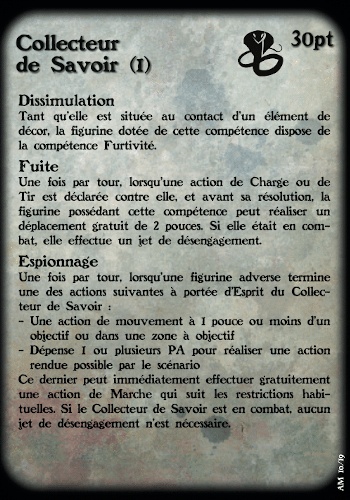 Collecteur
de Savoir (1)
30pt
Dissimulation
Tant qu'elle est située au contact d'un élément de
décor, la figurine dotée de cette compétence dispose de
la compétence Furtivité.
Fuite
Une fois par tour, lorsqu'une action de Charge ou de
Tir est déclarée contre elle, et avant sa résolution, la
figurine possédant cette compétence peut réaliser un
déplacement gratuit de 2 pouces. Si elle était en com-
bat, elle effectue un jet de désengagement.
Espionnage
Une fois par tour, lorsqu'une figurine adverse termine
une des actions suivantes à portée d'Esprit du Collec-
teur de Savoir :
- Une action de mouvement à 1 pouce ou moins d'un
objectif ou dans une zone à objectif
- Dépense 1 ou plusieurs PA pour réaliser une action
rendue possible par le scénario
Ce dernier peut immédiatement effectuer gratuitement
une action de Marche qui suit les restrictions habi-
tuelles. Si le Collecteur de Savoir est en combat, aucun
jet de désengagement n'est nécessaire.
AM 10/19